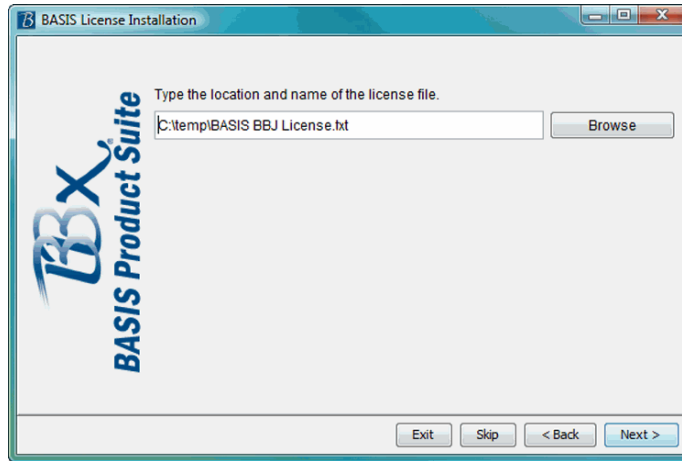 BASIS License Installation
Type the location and name of the license file.
C:\temp\BASIS BBJ License.txt
Browse
BBx®
BASIS Product Suite
Exit
Skip
< Back
Next >